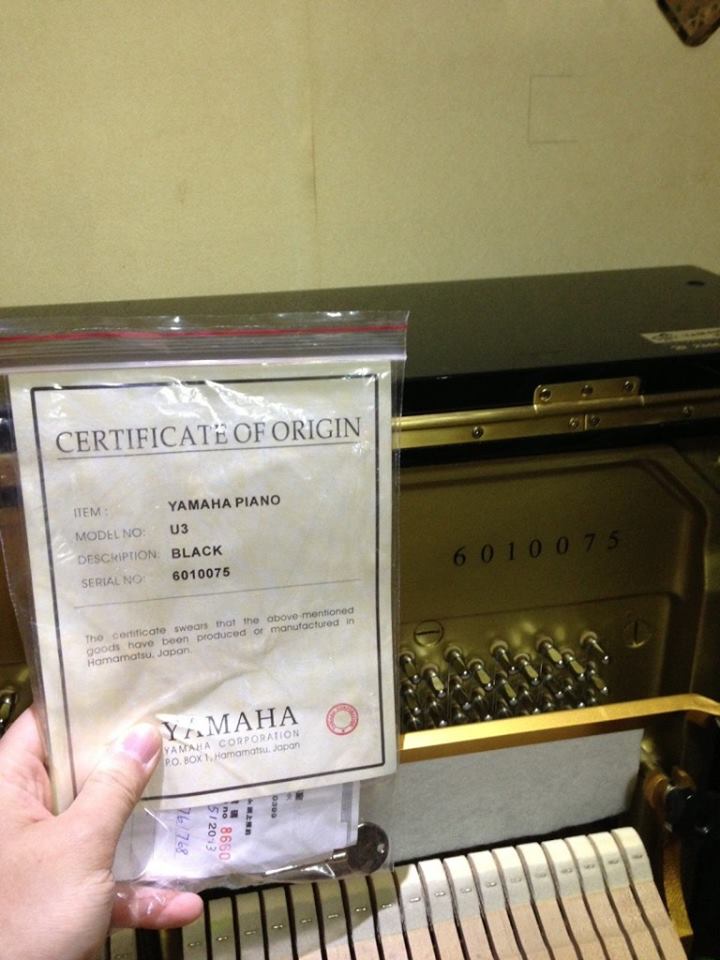 CERTIFICATE OF ORIGIN
ITEM : YAMAHA PIANO
MODEL NO: U3
DESCRIPTION: BLACK
SERIAL NO: 6010075
The certificate swears that the above-mentioned
goods have been produced or manufactured in
Hamamatsu, Japan.
YAMAHA
YAMAHA CORPORATION
P.O. BOX 1, Hamamatsu, Japan
6010075
no 8660